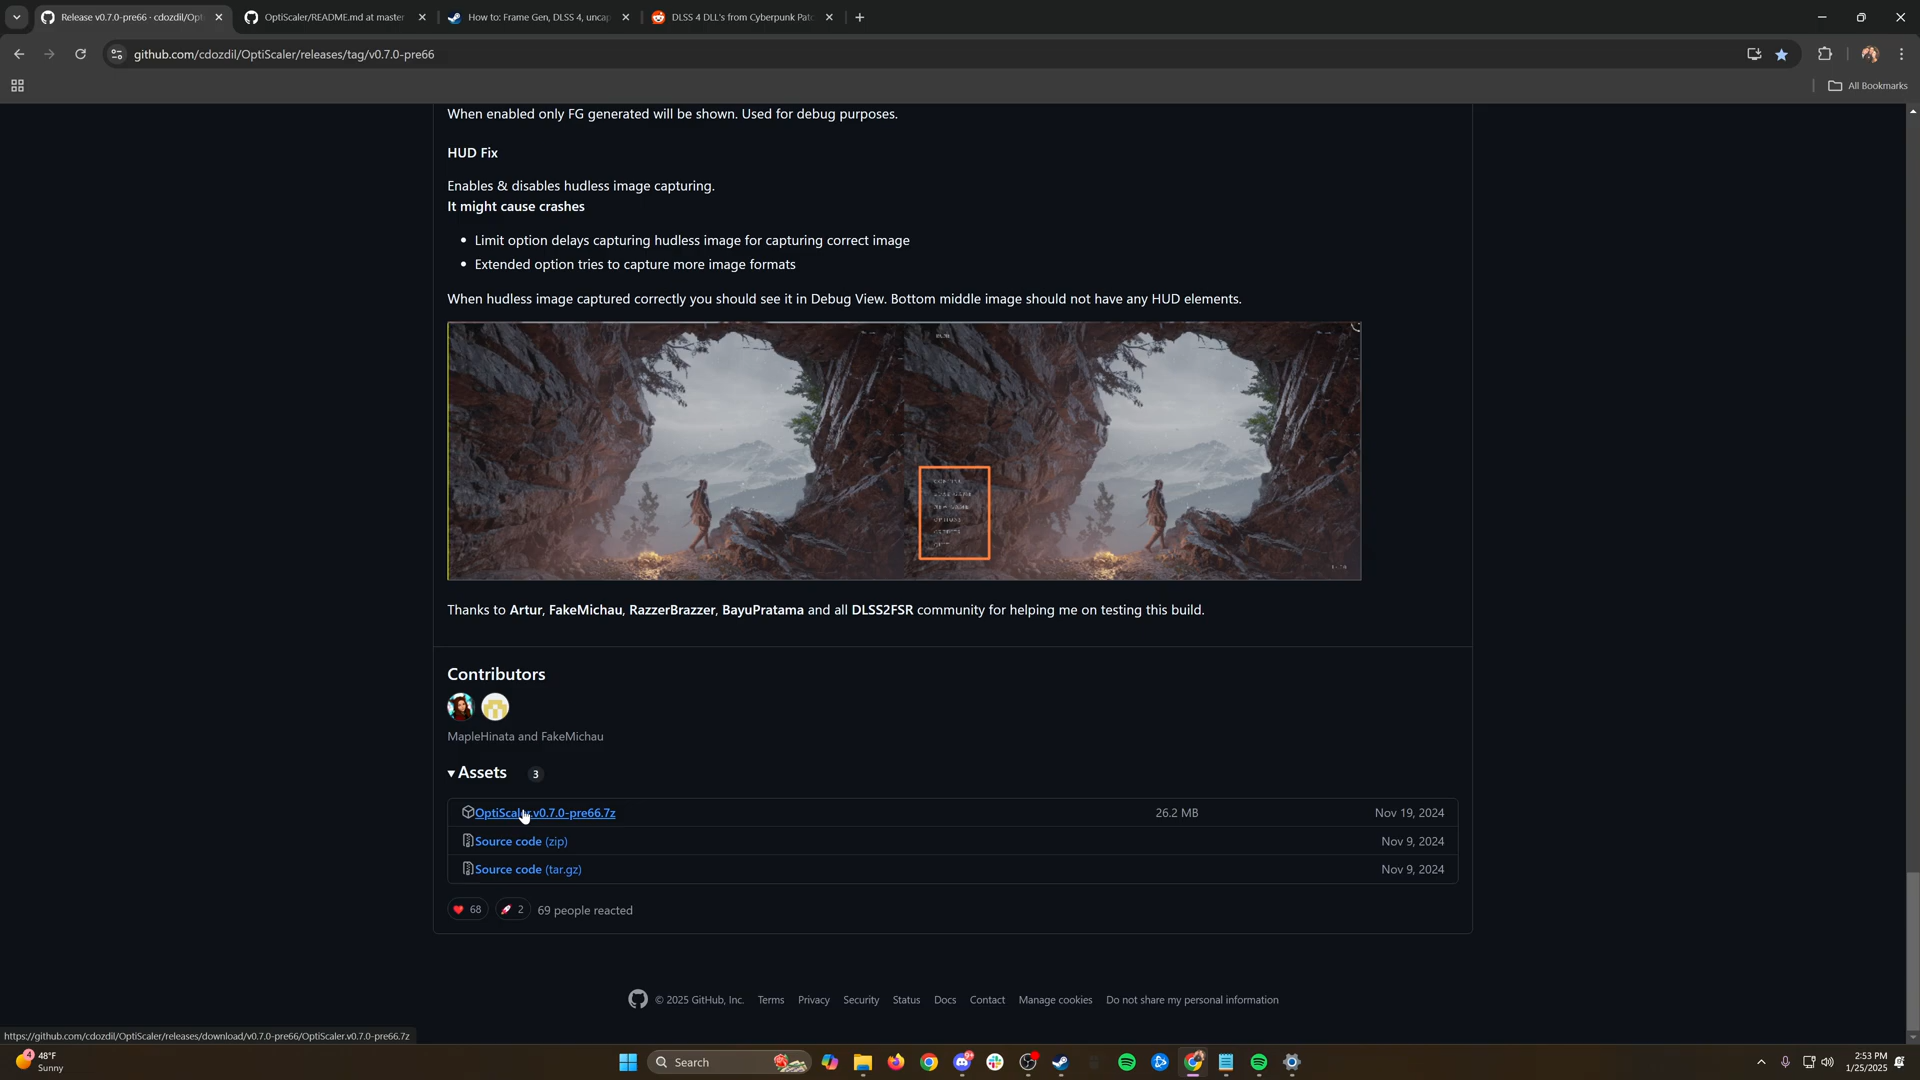 Release v0.7.0-pre66 · cdozdil/Opti
OptiScaler/README.md at master
How to: Frame Gen, DLSS 4, uncap
DLSS 4 DLL's from Cyberpunk Patc
github.com/cdozdil/OptiScaler/releases/tag/v0.7.0-pre66
All Bookmarks
When enabled only FG generated will be shown. Used for debug purposes.
HUD Fix
Enables & disables hudless image capturing.
It might cause crashes
Limit option delays capturing hudless image for capturing correct image
Extended option tries to capture more image formats
When hudless image captured correctly you should see it in Debug View. Bottom middle image should not have any HUD elements.
Thanks to Artur, FakeMichau, RazzerBrazzer, BayuPratama and all DLSS2FSR community for helping me on testing this build.
Contributors
MapleHinata and FakeMichau
Assets 3
OptiScaler.v0.7.0-pre66.7z 26.2 MB Nov 19, 2024
Source code (zip) Nov 9, 2024
Source code (tar.gz) Nov 9, 2024
68 2 69 people reacted
© 2025 GitHub, Inc. Terms Privacy Security Status Docs Contact Manage cookies Do not share my personal information
https://github.com/cdozdil/OptiScaler/releases/download/v0.7.0-pre66/OptiScaler.v0.7.0-pre66.7z
48°F
Sunny
Search
2:53 PM
1/25/2025